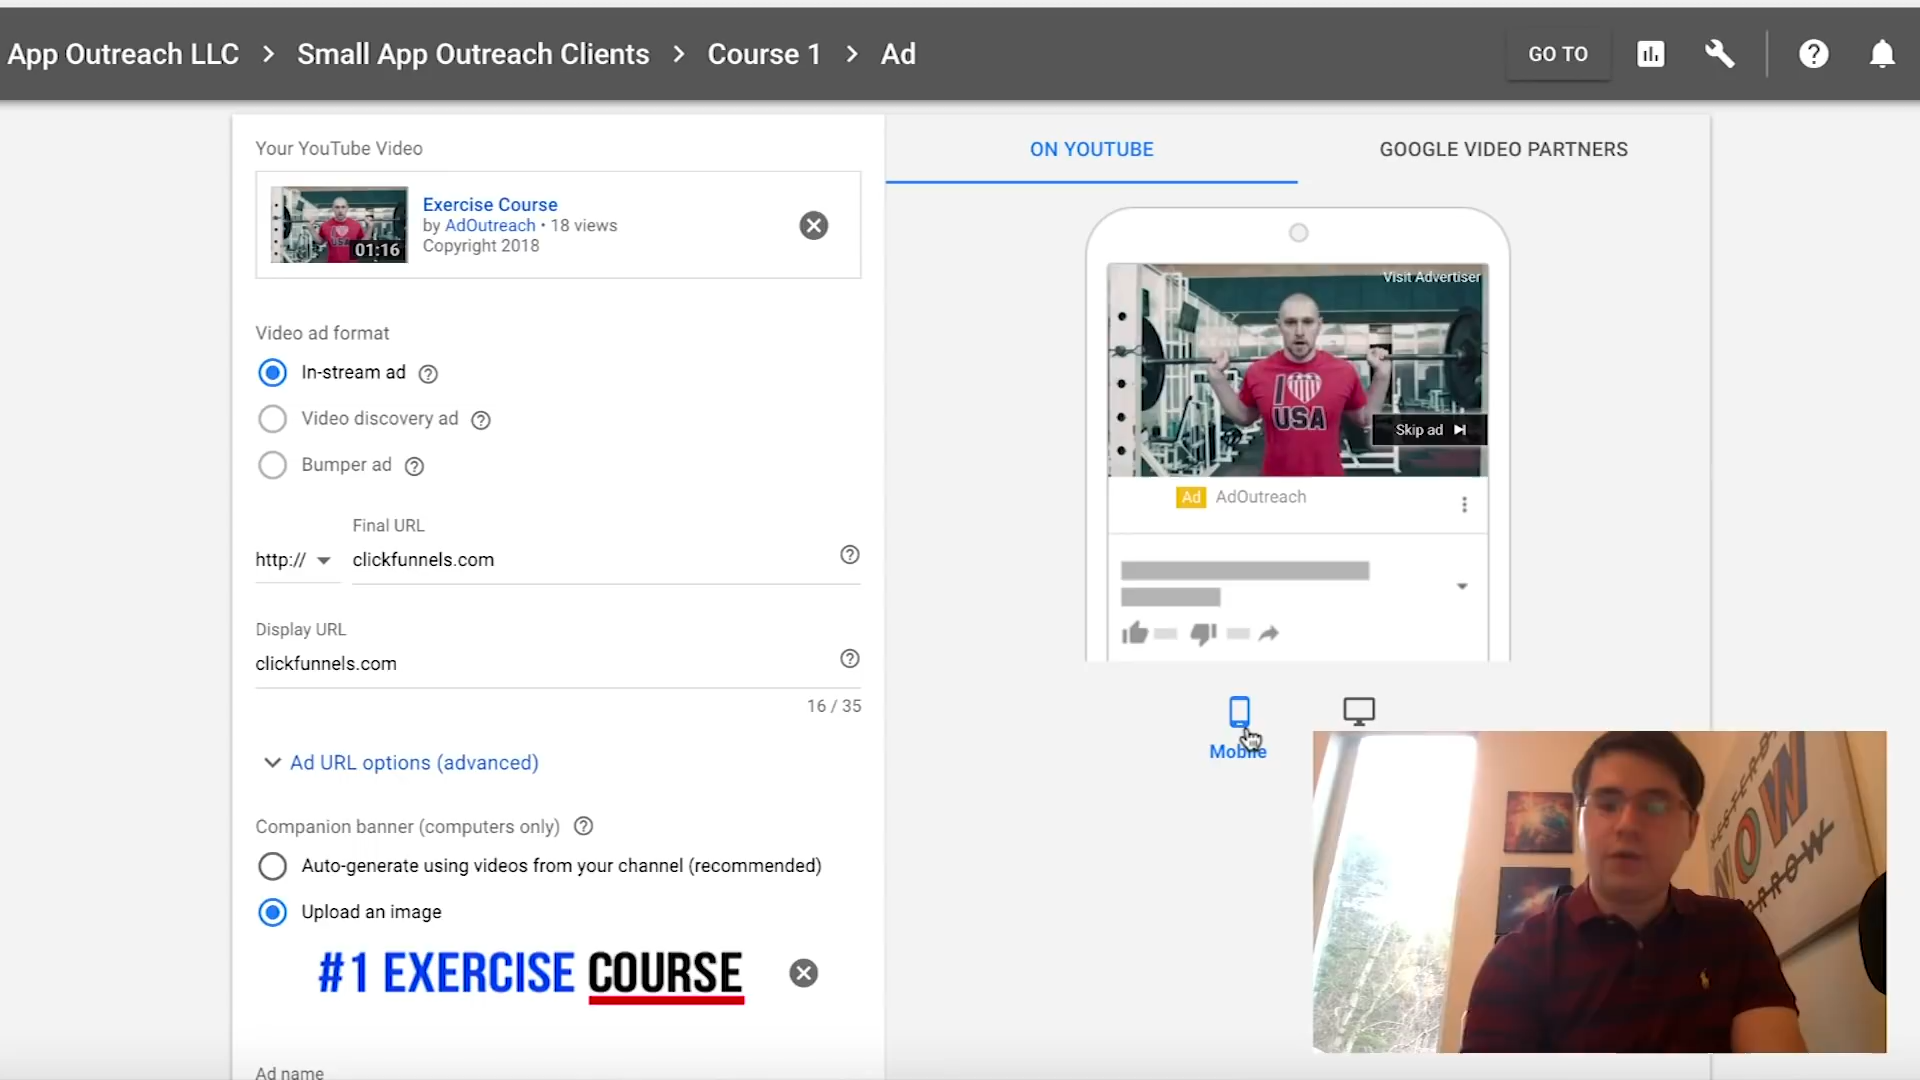 App Outreach LLC > Small App Outreach Clients > Course 1 > Ad
GO TO
Your YouTube Video
01:16
Exercise Course
by AdOutreach • 18 views
Copyright 2018
Video ad format
In-stream ad
Video discovery ad
Bumper ad
Final URL
http:// clickfunnels.com
Display URL
clickfunnels.com
16 / 35
Ad URL options (advanced)
Companion banner (computers only)
Auto-generate using videos from your channel (recommended)
Upload an image
#1 EXERCISE COURSE
Ad name
ON YOUTUBE
GOOGLE VIDEO PARTNERS
Visit Advertiser
I
USA
Skip ad
Ad AdOutreach
Mobile
NOW